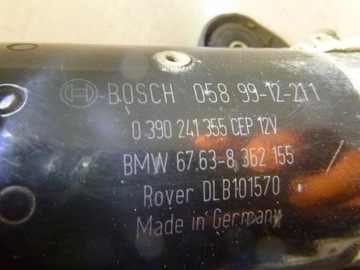 BOSCH 058 99-12-211
0 390 241 355 CEP 12V
BMW 67.63-8 362 155
Rover DLB101570
Made in Germany